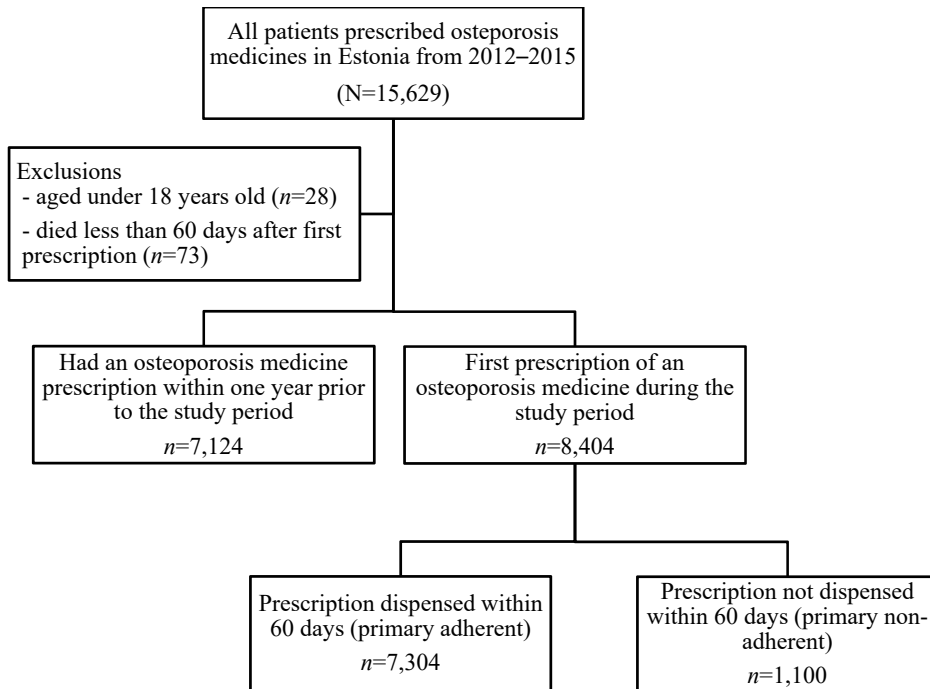 All patients prescribed osteporosis
medicines in Estonia from 2012–2015
(N=15,629)
Exclusions
- aged under 18 years old (n=28)
- died less than 60 days after first
prescription (n=73)
Had an osteoporosis medicine
prescription within one year prior
to the study period
n=7,124
First prescription of an
osteoporosis medicine during the
study period
n=8,404
Prescription dispensed within
60 days (primary adherent)
n=7,304
Prescription not dispensed
within 60 days (primary non-
adherent)
n=1,100